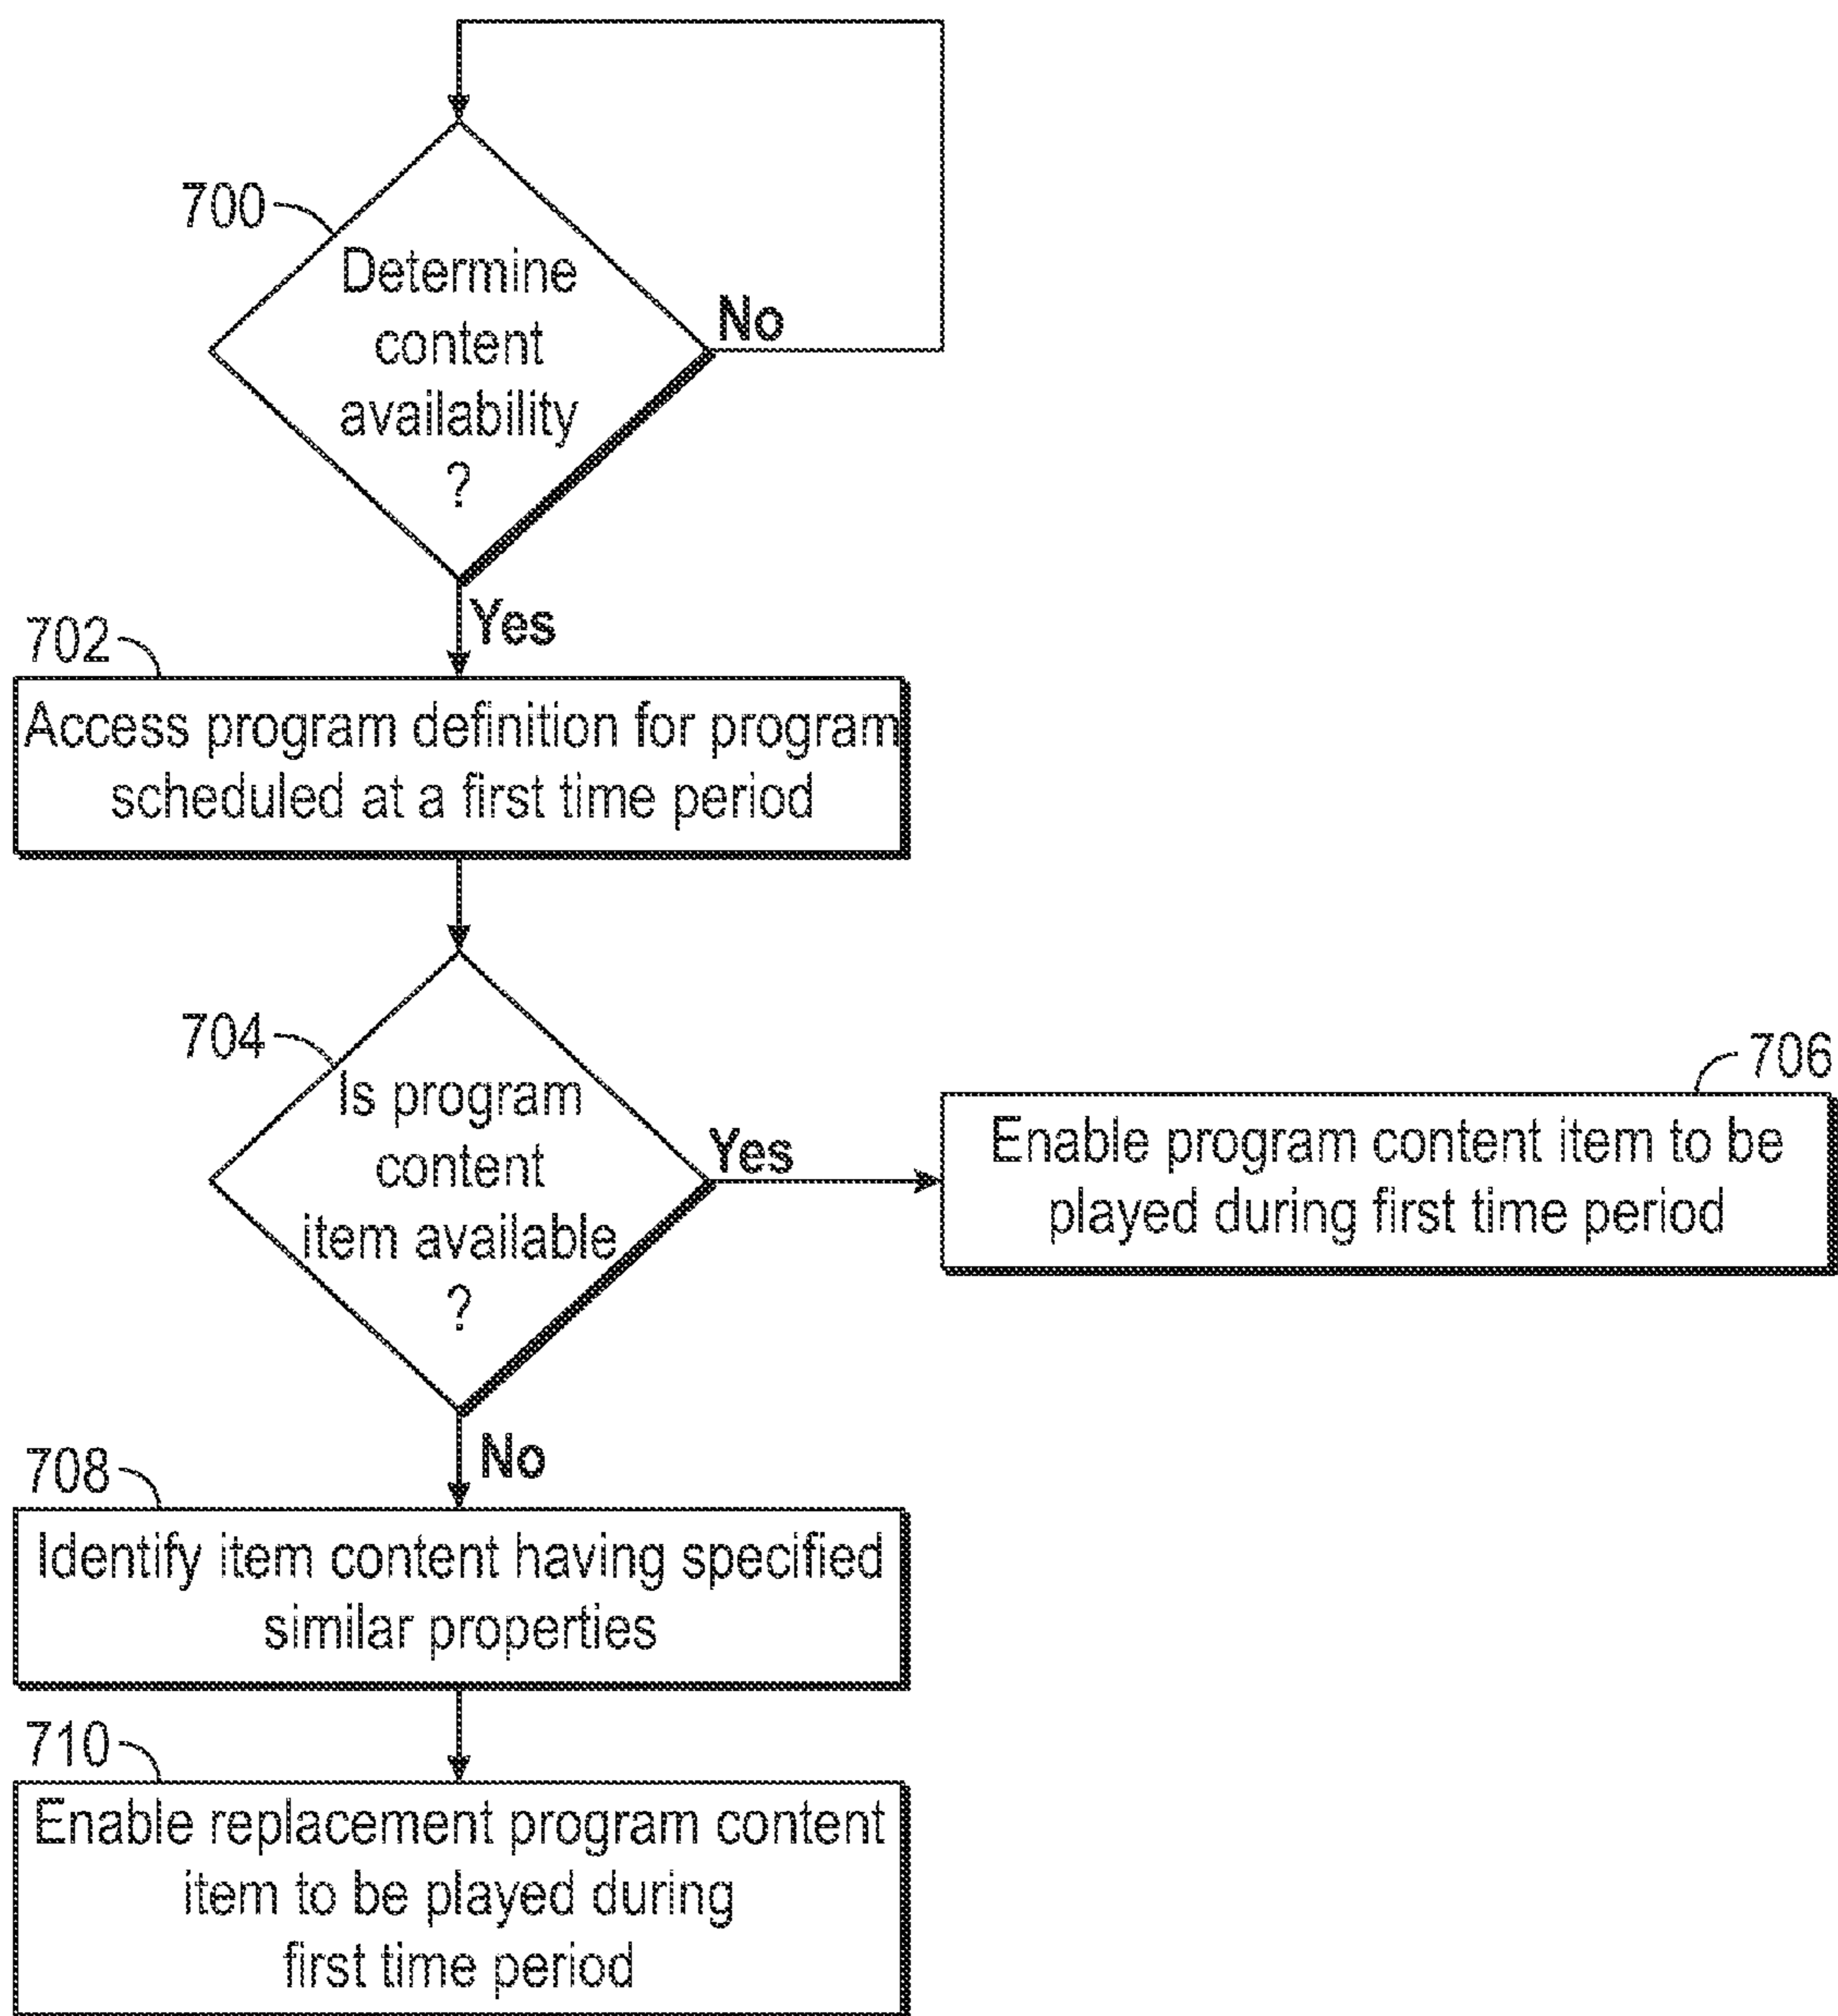 700
Determine
content
availability
?
No
Yes
702
Access program definition for program
scheduled at a first time period
704
Is program
content
item available
?
Yes
706
Enable program content item to be
played during first time period
No
708
Identify item content having specified
similar properties
710
Enable replacement program content
item to be played during
first time period